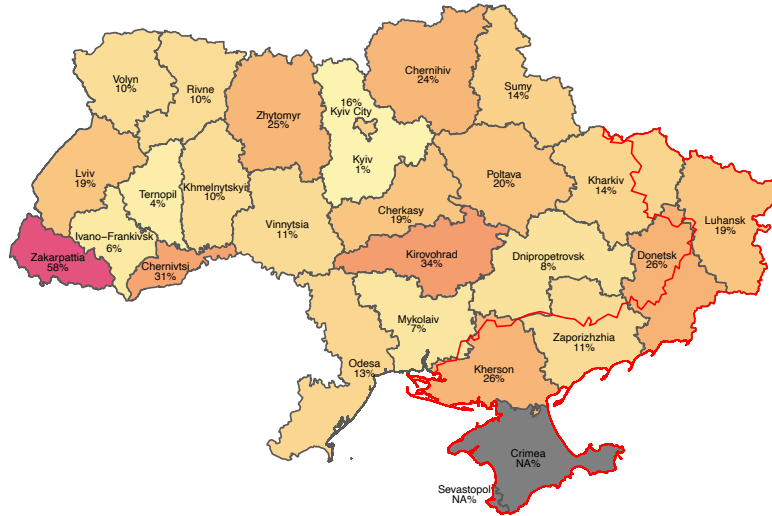 Volyn
10%
Rivne
10%
Zhytomyr
25%
16%
Kyiv City
Kyiv
1%
Chernihiv
24%
Sumy
14%
Lviv
19%
Ternopil
4%
Khmelnytskyi
10%
Vinnytsia
11%
Cherkasy
19%
Poltava
20%
Kharkiv
14%
Luhansk
19%
Zakarpattia
58%
Ivano-Frankivsk
6%
Chernivtsi
31%
Kirovohrad
34%
Dnipropetrovsk
8%
Donetsk
26%
Odesa
13%
Mykolaiv
7%
Zaporizhzhia
11%
Kherson
26%
Crimea
NA%
Sevastopol
NA%